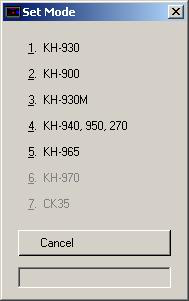 Set Mode
1. KH-930
2. KH-900
3. KH-930M
4. KH-940, 950, 270
5. KH-965
6. KH-970
7. CK35
Cancel